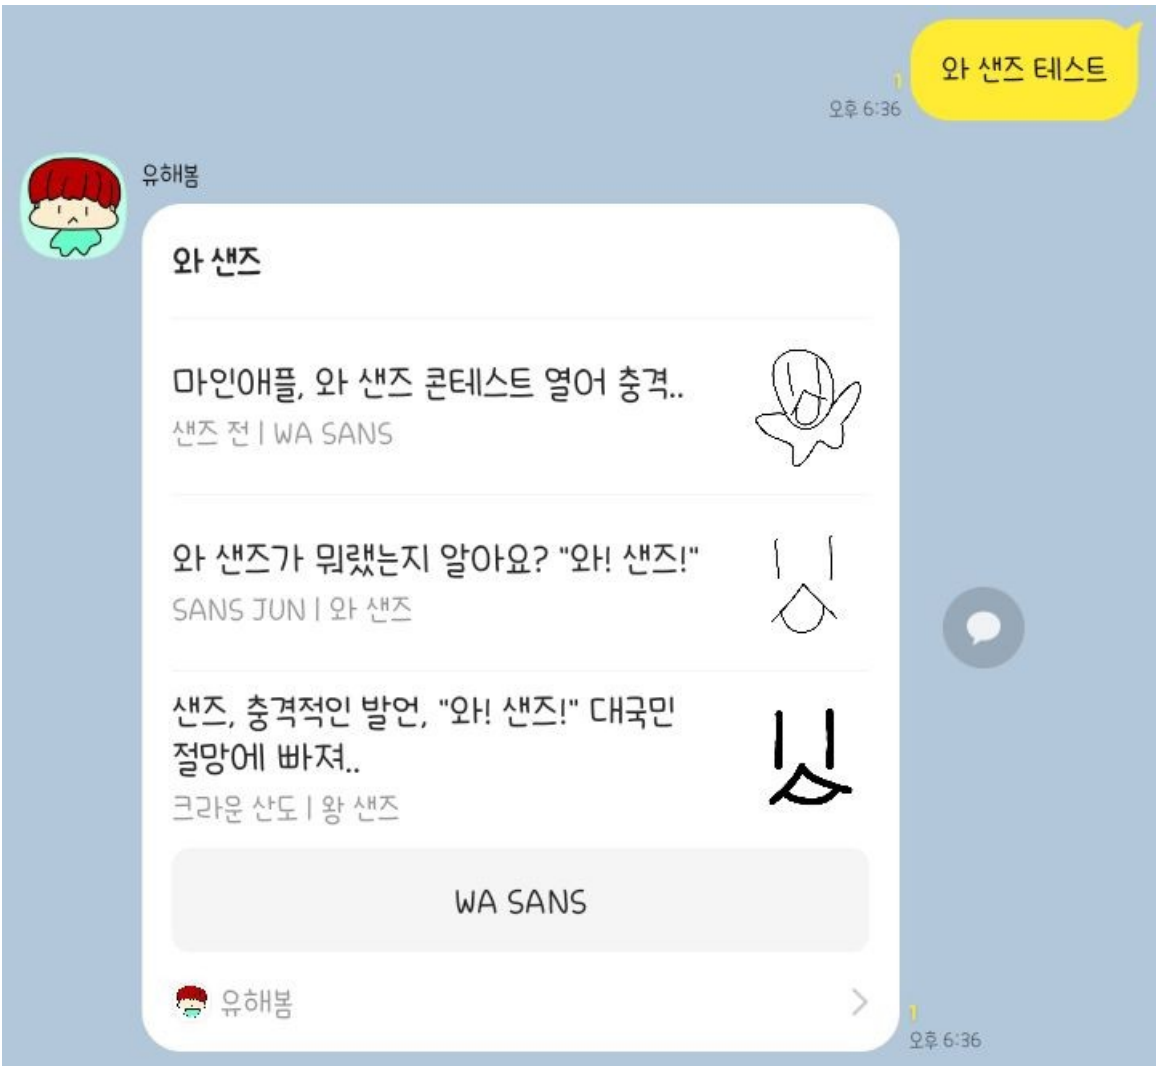 와 샌즈 테스트
1
오후 6:36
유해봄
와 샌즈
마인애플, 와 샌즈 콘테스트 열어 충격..
샌즈 전 | WA SANS
와 샌즈가 뭐랬는지 알아요? "와! 샌즈!"
SANS JUN | 와 샌즈
샌즈, 충격적인 발언, "와! 샌즈!" 대국민
절망에 빠져..
크라운 산도 | 왕 샌즈
WA SANS
유해봄
1
오후 6:36